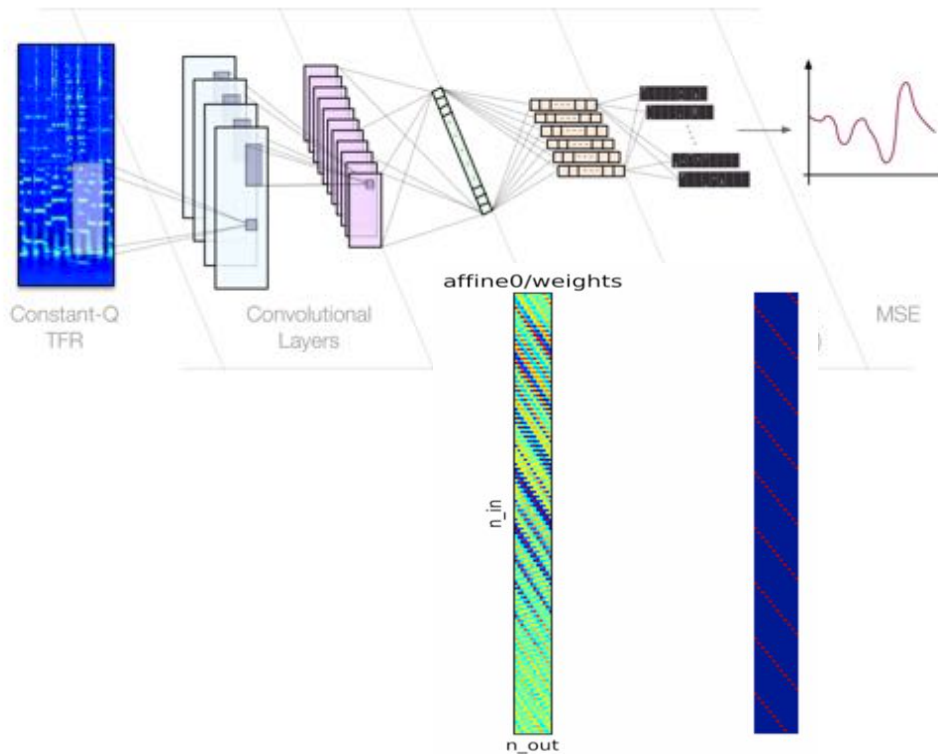 Constant-Q
TFR
Convolutional
Layers
affine0/weights
MSE
n_in
n_out